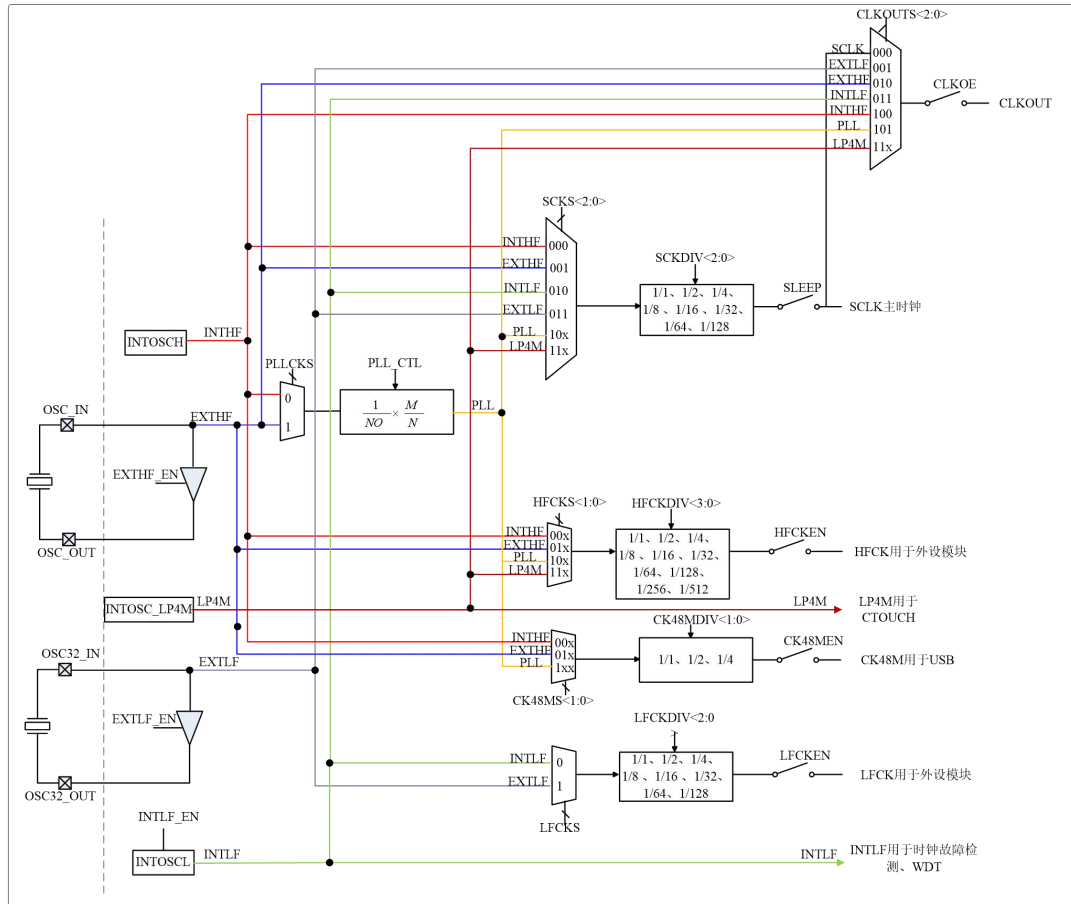 CLKOUTS<2:0>
SCLK 000
EXTLF 001
EXTHF 010
INTLF 011
INTHF 100
PLL 101
LP4M 11x
CLKOE
CLKOUT
SCKS<2:0>
INTHF 000
EXTHF 001
INTLF 010
EXTLF 011
PLL 10x
LP4M 11x
SCKDIV<2:0>
1/1、1/2、1/4、
1/8 、1/16 、1/32、
1/64、1/128
SLEEP
SCLK主时钟
INTOSCH
INTHF
PLLCKS
0
1
PLL_CTL
1/NO × M/N
PLL
OSC_IN
EXTHF
EXTHF_EN
OSC_OUT
HFCKS<1:0>
INTHF 00x
EXTHF 01x
PLL 10x
LP4M 11x
HFCKDIV<3:0>
1/1、1/2、1/4、
1/8 、1/16 、1/32、
1/64、1/128、
1/256、1/512
HFCKEN
HFCK用于外设模块
INTOSC_LP4M
LP4M
LP4M
LP4M用于
CTOUCH
INTHF 00x
EXTHF 01x
PLL 1xx
CK48MS<1:0>
CK48MDIV<1:0>
1/1、1/2、1/4
CK48MEN
CK48M用于USB
OSC32_IN
EXTLF
EXTLF_EN
OSC32_OUT
INTLF 0
EXTLF 1
LFCKS
LFCKDIV<2:0
>
1/1、1/2、1/4、
1/8 、1/16 、1/32、
1/64、1/128
LFCKEN
LFCK用于外设模块
INTLF_EN
INTOSCL
INTLF
INTLF
INTLF用于时钟故障检
测、WDT